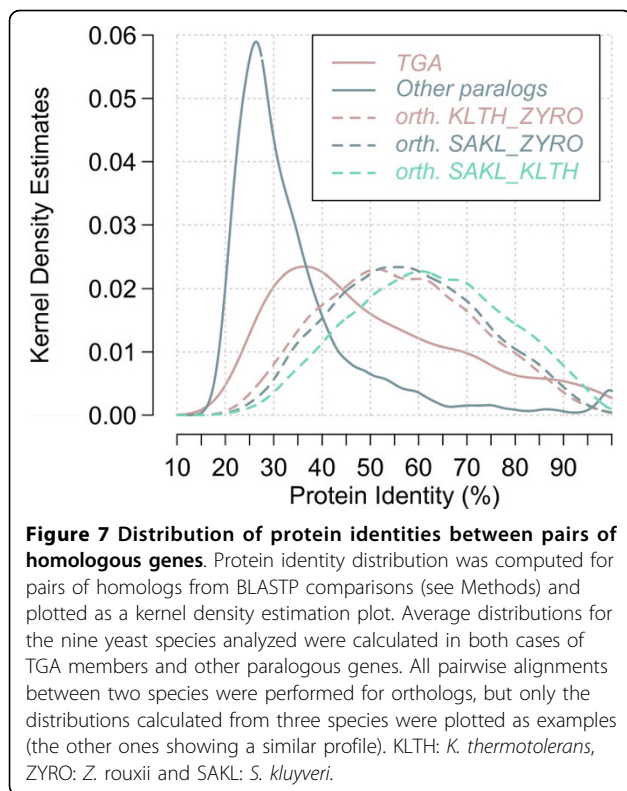 0.06
0.05
0.04
0.03
0.02
0.01
0.00
Kernel Density Estimates
TGA
Other paralogs
orth. KLTH_ZYRO
orth. SAKL_ZYRO
orth. SAKL_KLTH
10 20 30 40 50 60 70 80 90
Protein Identity (%)
Figure 7 Distribution of protein identities between pairs of
homologous genes. Protein identity distribution was computed for
pairs of homologs from BLASTP comparisons (see Methods) and
plotted as a kernel density estimation plot. Average distributions for
the nine yeast species analyzed were calculated in both cases of
TGA members and other paralogous genes. All pairwise alignments
between two species were performed for orthologs, but only the
distributions calculated from three species were plotted as examples
(the other ones showing a similar profile). KLTH: K. thermotolerans,
ZYRO: Z. rouxii and SAKL: S. kluyveri.